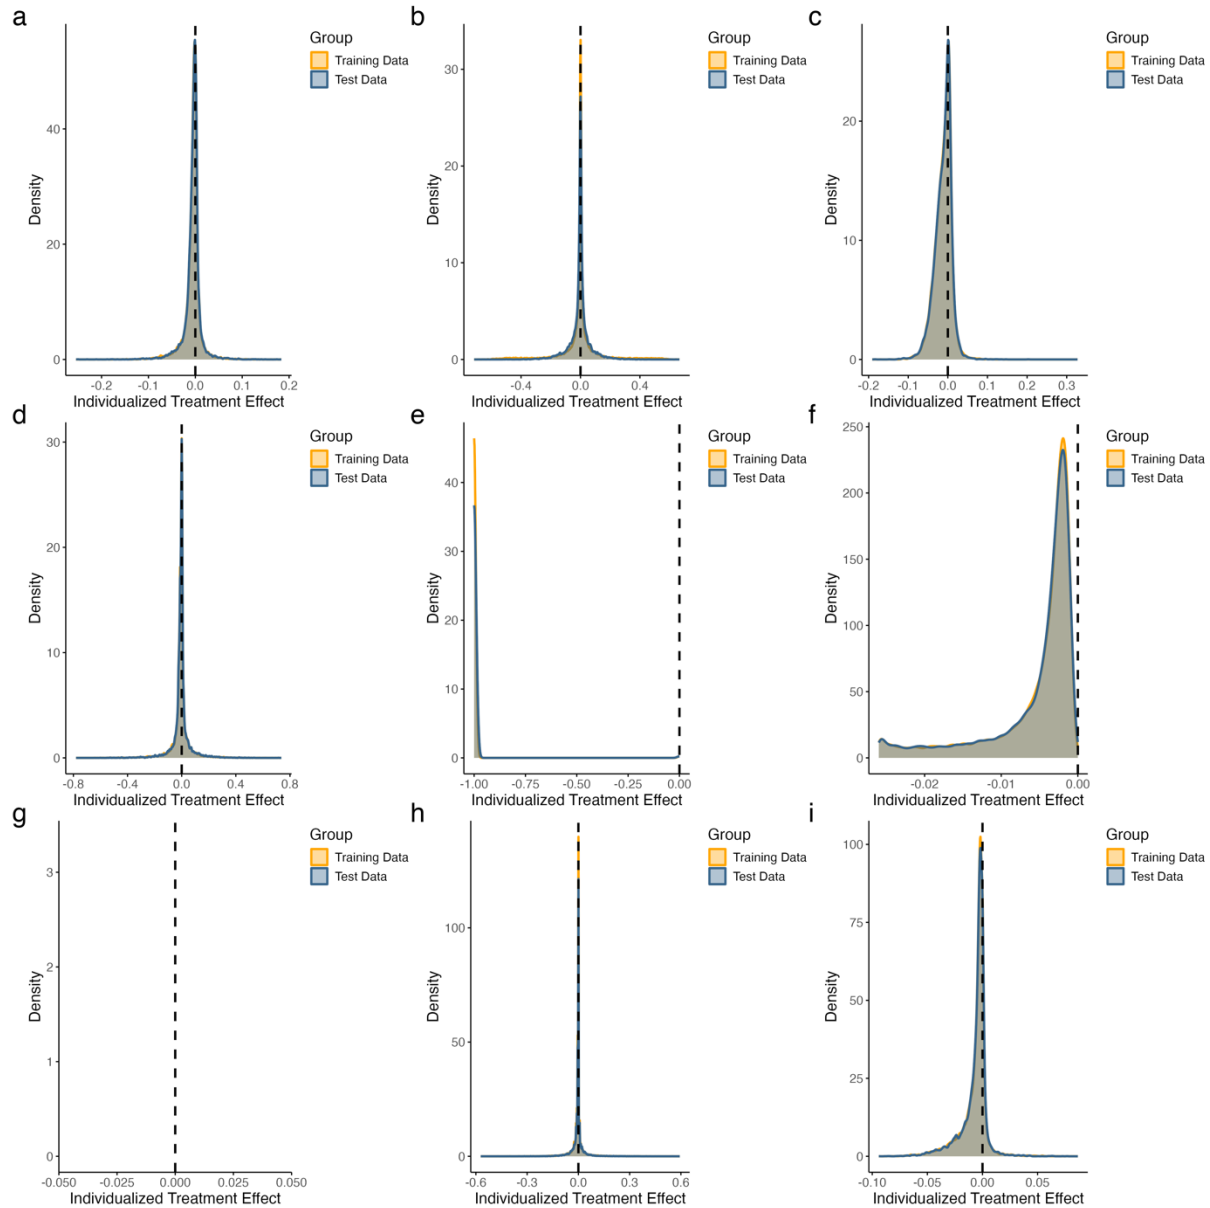 a
Group
Training Data
Test Data
40
20
0
Density
-0.2 -0.1 0.0 0.1 0.2
Individualized Treatment Effect
b
Group
Training Data
Test Data
30
20
10
0
Density
-0.4 0.0 0.4
Individualized Treatment Effect
c
Group
Training Data
Test Data
20
10
0
Density
-0.2 -0.1 0.0 0.1 0.2 0.3
Individualized Treatment Effect
d
Group
Training Data
Test Data
30
20
10
0
Density
-0.8 -0.4 0.0 0.4 0.8
Individualized Treatment Effect
e
Group
Training Data
Test Data
40
30
20
10
0
Density
-1.00 -0.75 -0.50 -0.25 0.00
Individualized Treatment Effect
f
Group
Training Data
Test Data
250
200
150
100
50
0
Density
-0.02 -0.01 0.00
Individualized Treatment Effect
g
Group
Training Data
Test Data
3
2
1
0
Density
-0.050 -0.025 0.000 0.025 0.050
Individualized Treatment Effect
h
Group
Training Data
Test Data
100
50
0
Density
-0.6 -0.3 0.0 0.3 0.6
Individualized Treatment Effect
i
Group
Training Data
Test Data
100
75
50
25
0
Density
-0.10 -0.05 0.00 0.05
Individualized Treatment Effect